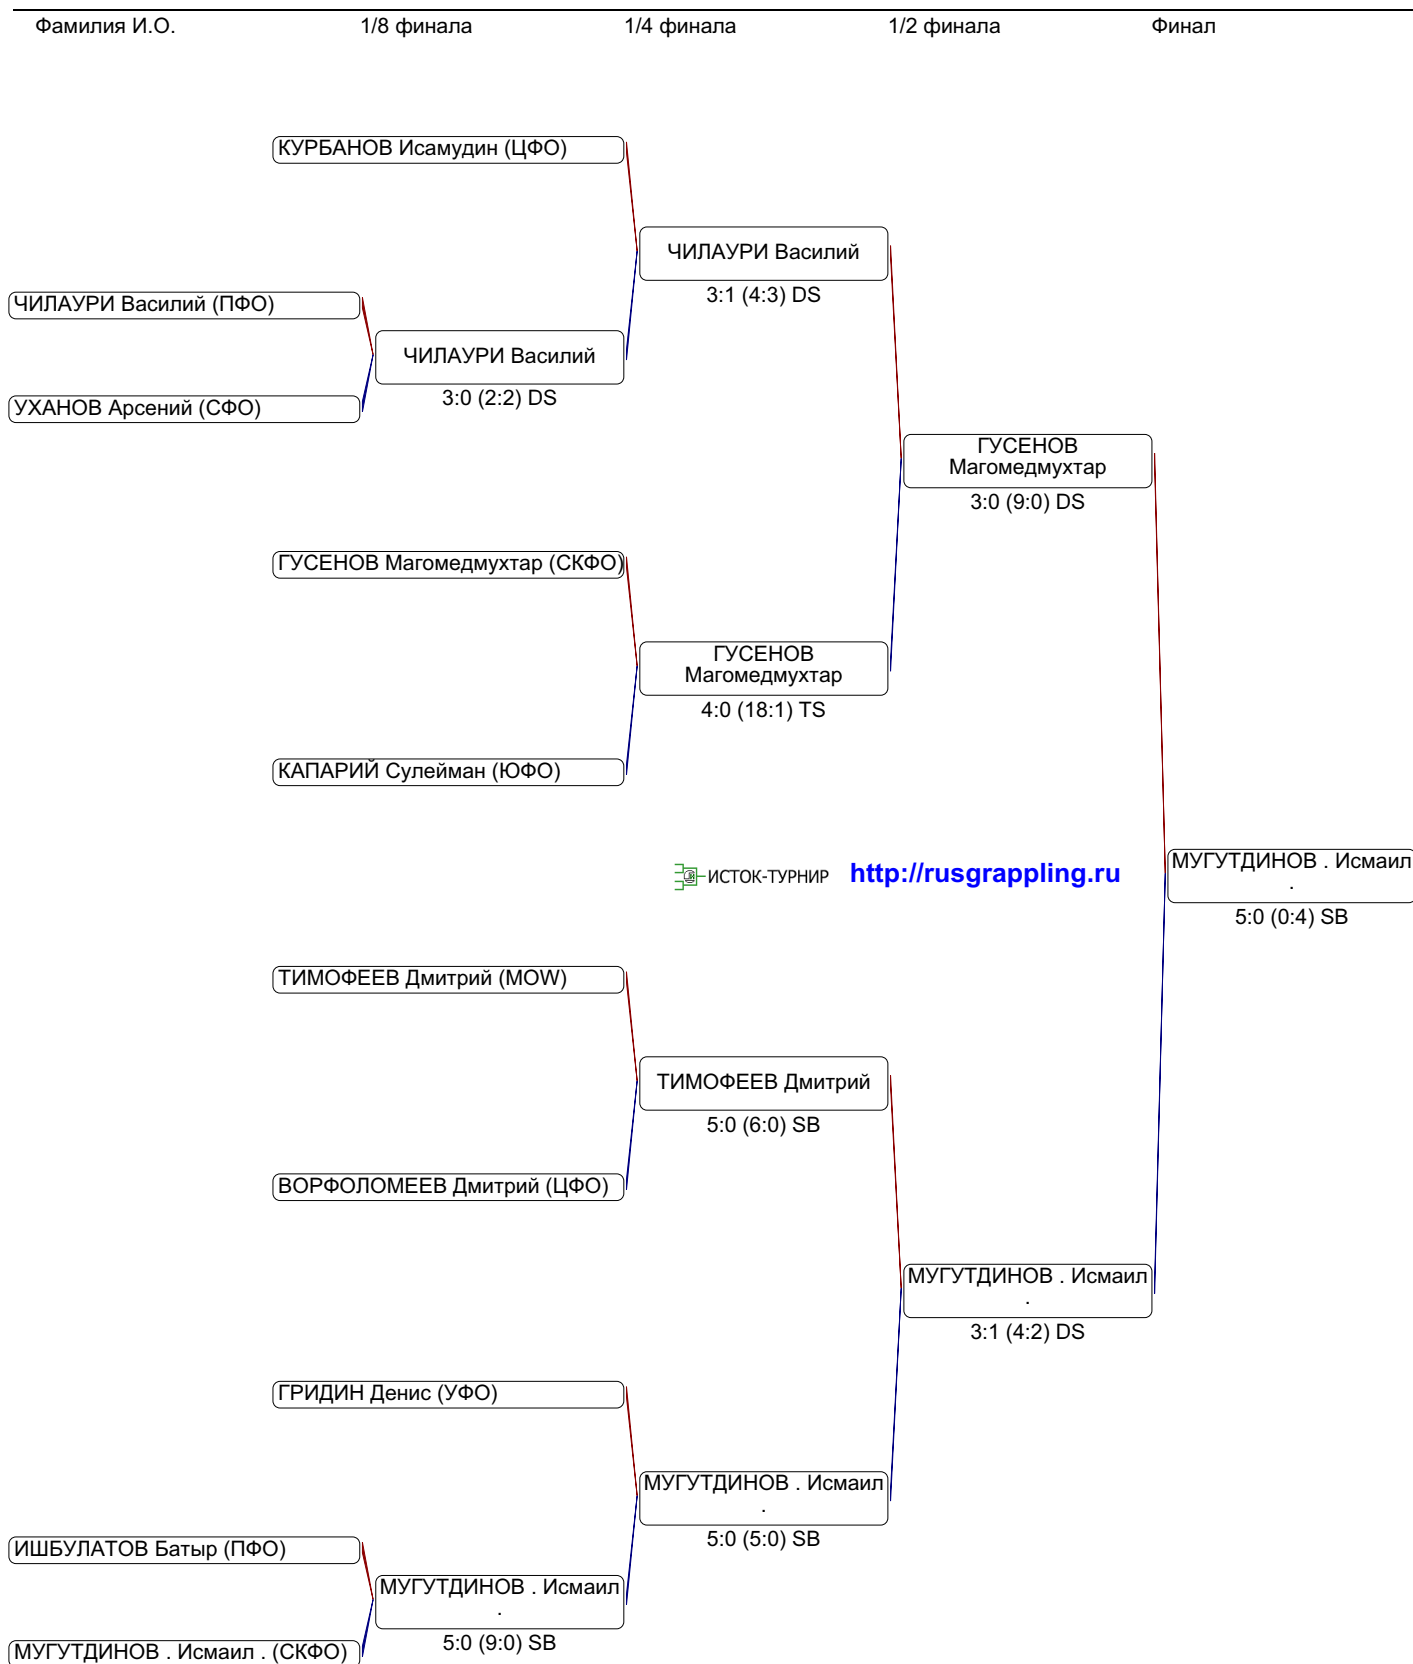 Фамилия И.О. 1/8 финала 1/4 финала 1/2 финала Финал
КУРБАНОВ Исамудин (ЦФО)
ЧИЛАУРИ Василий
3:1 (4:3) DS
ЧИЛАУРИ Василий (ПФО)
ЧИЛАУРИ Василий
3:0 (2:2) DS
УХАНОВ Арсений (СФО)
ГУСЕНОВ
Магомедмухтар
3:0 (9:0) DS
ГУСЕНОВ Магомедмухтар (СКФО)
ГУСЕНОВ
Магомедмухтар
4:0 (18:1) TS
КАПАРИЙ Сулейман (ЮФО)
ИСТОК-ТУРНИР http://rusgrappling.ru
МУГУТДИНОВ . Исмаил
.
5:0 (0:4) SB
ТИМОФЕЕВ Дмитрий (MOW)
ТИМОФЕЕВ Дмитрий
5:0 (6:0) SB
ВОРФОЛОМЕЕВ Дмитрий (ЦФО)
МУГУТДИНОВ . Исмаил
.
3:1 (4:2) DS
ГРИДИН Денис (УФО)
МУГУТДИНОВ . Исмаил
.
5:0 (5:0) SB
ИШБУЛАТОВ Батыр (ПФО)
МУГУТДИНОВ . Исмаил
.
5:0 (9:0) SB
МУГУТДИНОВ . Исмаил . (СКФО)